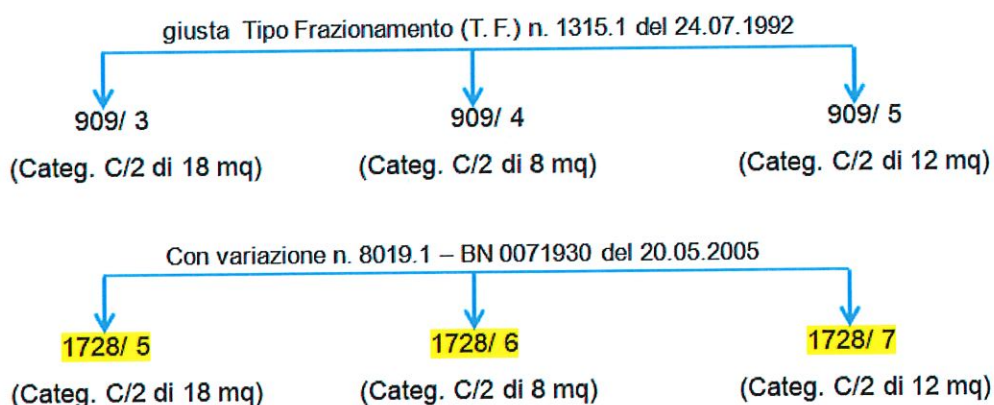 giusta Tipo Frazionamento (T. F.) n. 1315.1 del 24.07.1992
909/ 3 909/ 4 909/ 5
(Categ. C/2 di 18 mq) (Categ. C/2 di 8 mq) (Categ. C/2 di 12 mq)
Con variazione n. 8019.1 – BN 0071930 del 20.05.2005
1728/ 5 1728/ 6 1728/ 7
(Categ. C/2 di 18 mq) (Categ. C/2 di 8 mq) (Categ. C/2 di 12 mq)